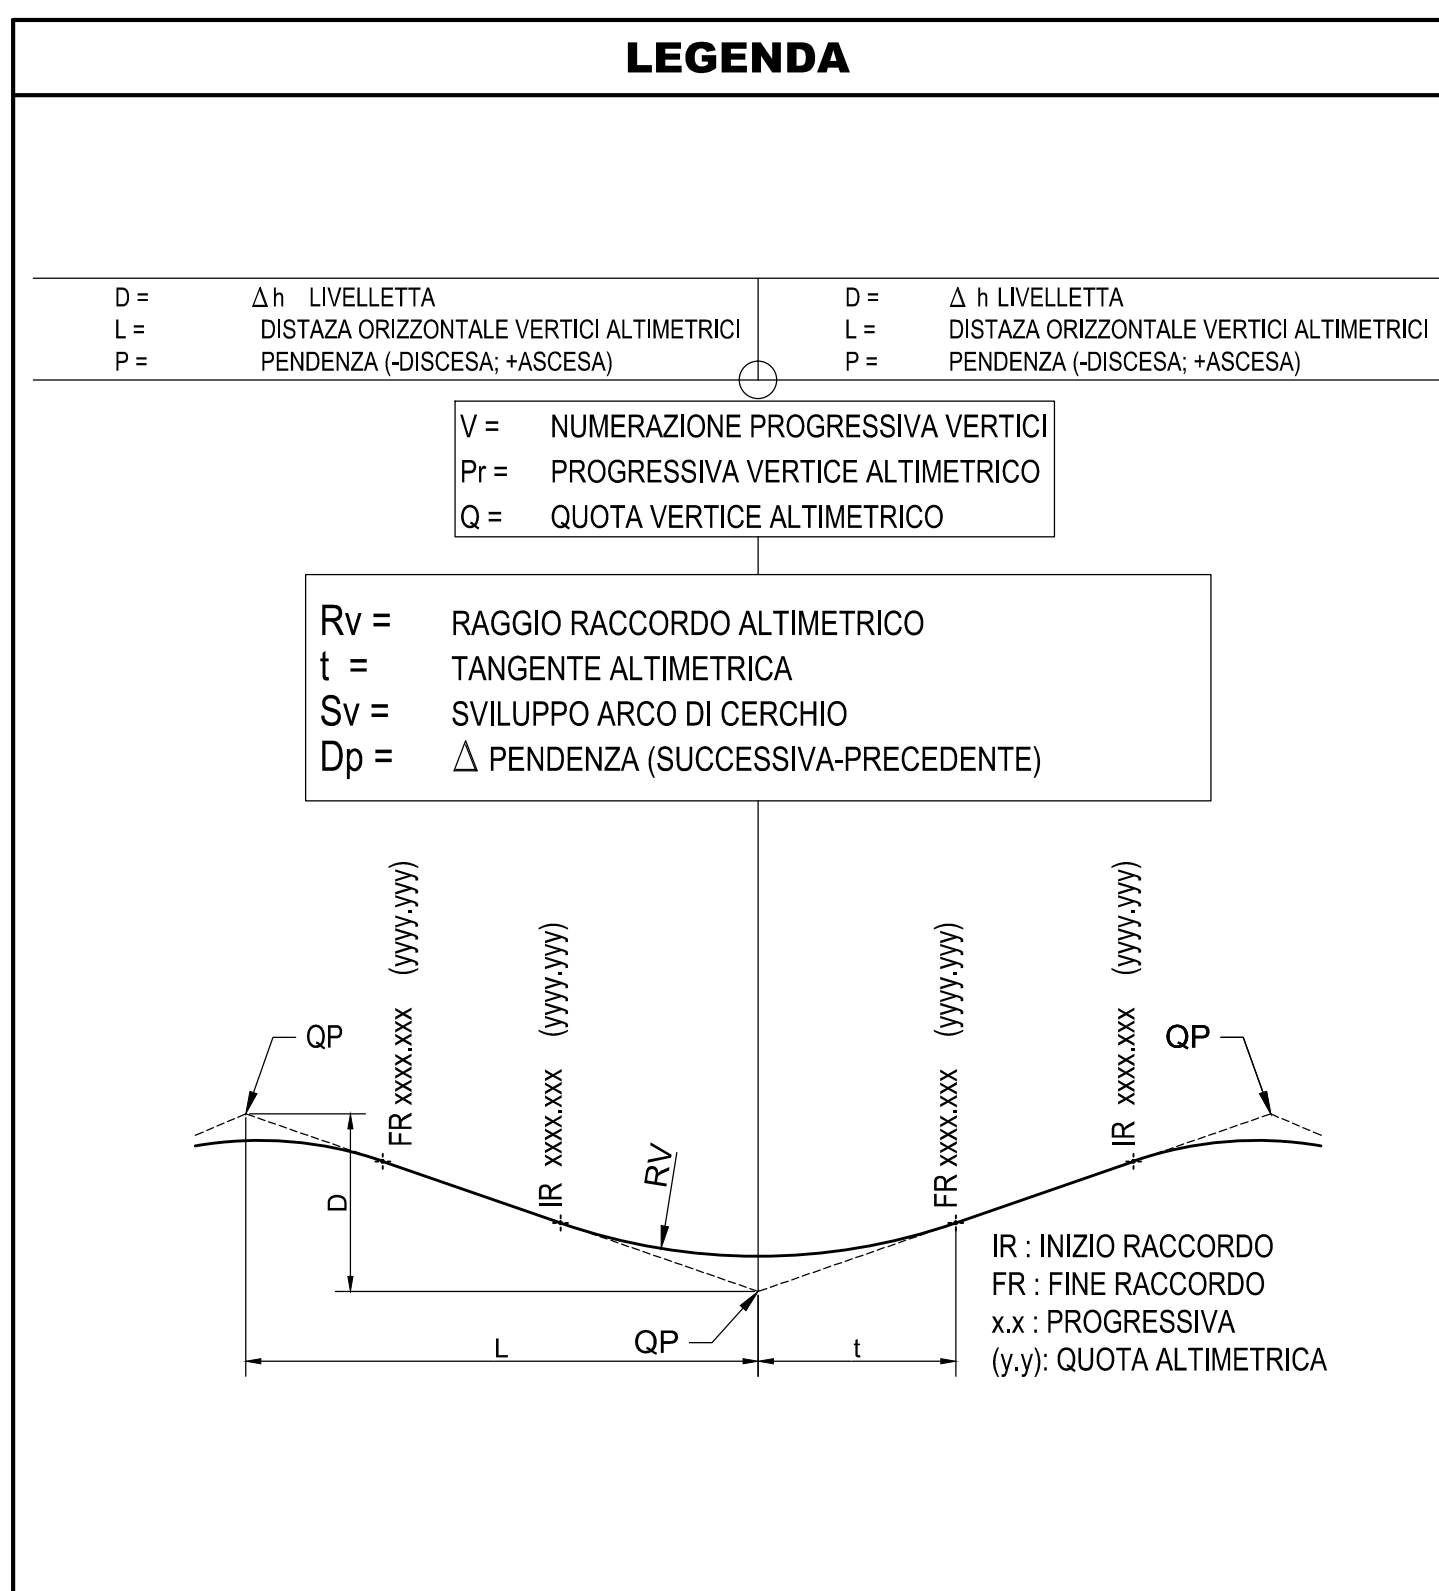 LEGENDA
D = Δ h LIVELLETTA
L = DISTAZA ORIZZONTALE VERTICI ALTIMETRICI
P = PENDENZA (-DISCESA; +ASCESA)
D = Δ h LIVELLETTA
L = DISTAZA ORIZZONTALE VERTICI ALTIMETRICI
P = PENDENZA (-DISCESA; +ASCESA)
V = NUMERAZIONE PROGRESSIVA VERTICI
Pr = PROGRESSIVA VERTICE ALTIMETRICO
Q = QUOTA VERTICE ALTIMETRICO
Rv = RAGGIO RACCORDO ALTIMETRICO
t = TANGENTE ALTIMETRICA
Sv = SVILUPPO ARCO DI CERCHIO
Dp = Δ PENDENZA (SUCCESSIVA-PRECEDENTE)
QP
FR xxxx.xxx (yyyy.yyy)
IR xxxx.xxx (yyyy.yyy)
FR xxxx.xxx (yyyy.yyy)
IR xxxx.xxx (yyyy.yyy)
QP
D
RV
IR : INIZIO RACCORDO
FR : FINE RACCORDO
x.x : PROGRESSIVA
(y.y): QUOTA ALTIMETRICA
QP
L
t